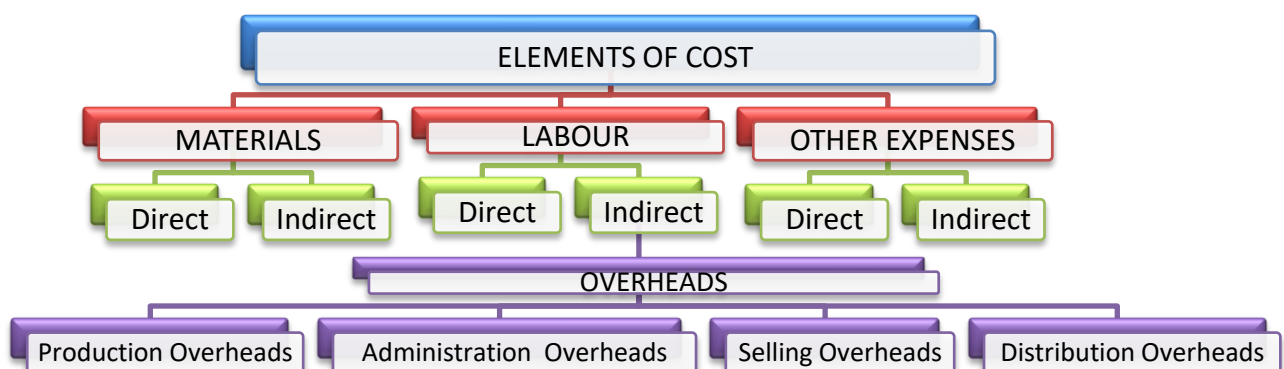 ELEMENTS OF COST
MATERIALS LABOUR OTHER EXPENSES
Direct Indirect Direct Indirect Direct Indirect
OVERHEADS
Production Overheads Administration Overheads Selling Overheads Distribution Overheads